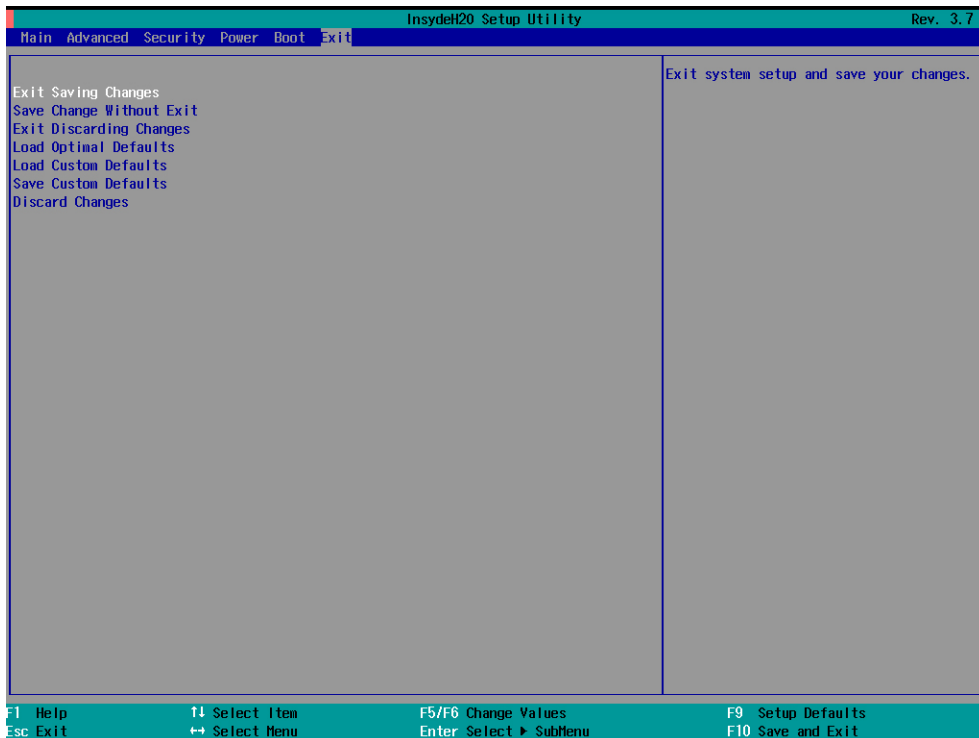 InsydeH20 Setup Utility Rev. 3.7
Main Advanced Security Power Boot Exit
Exit system setup and save your changes.
Exit Saving Changes
Save Change Without Exit
Exit Discarding Changes
Load Optimal Defaults
Load Custom Defaults
Save Custom Defaults
Discard Changes
F1 Help ↑↓ Select Item F5/F6 Change Values F9 Setup Defaults
Esc Exit ↔ Select Menu Enter Select ▶ SubMenu F10 Save and Exit